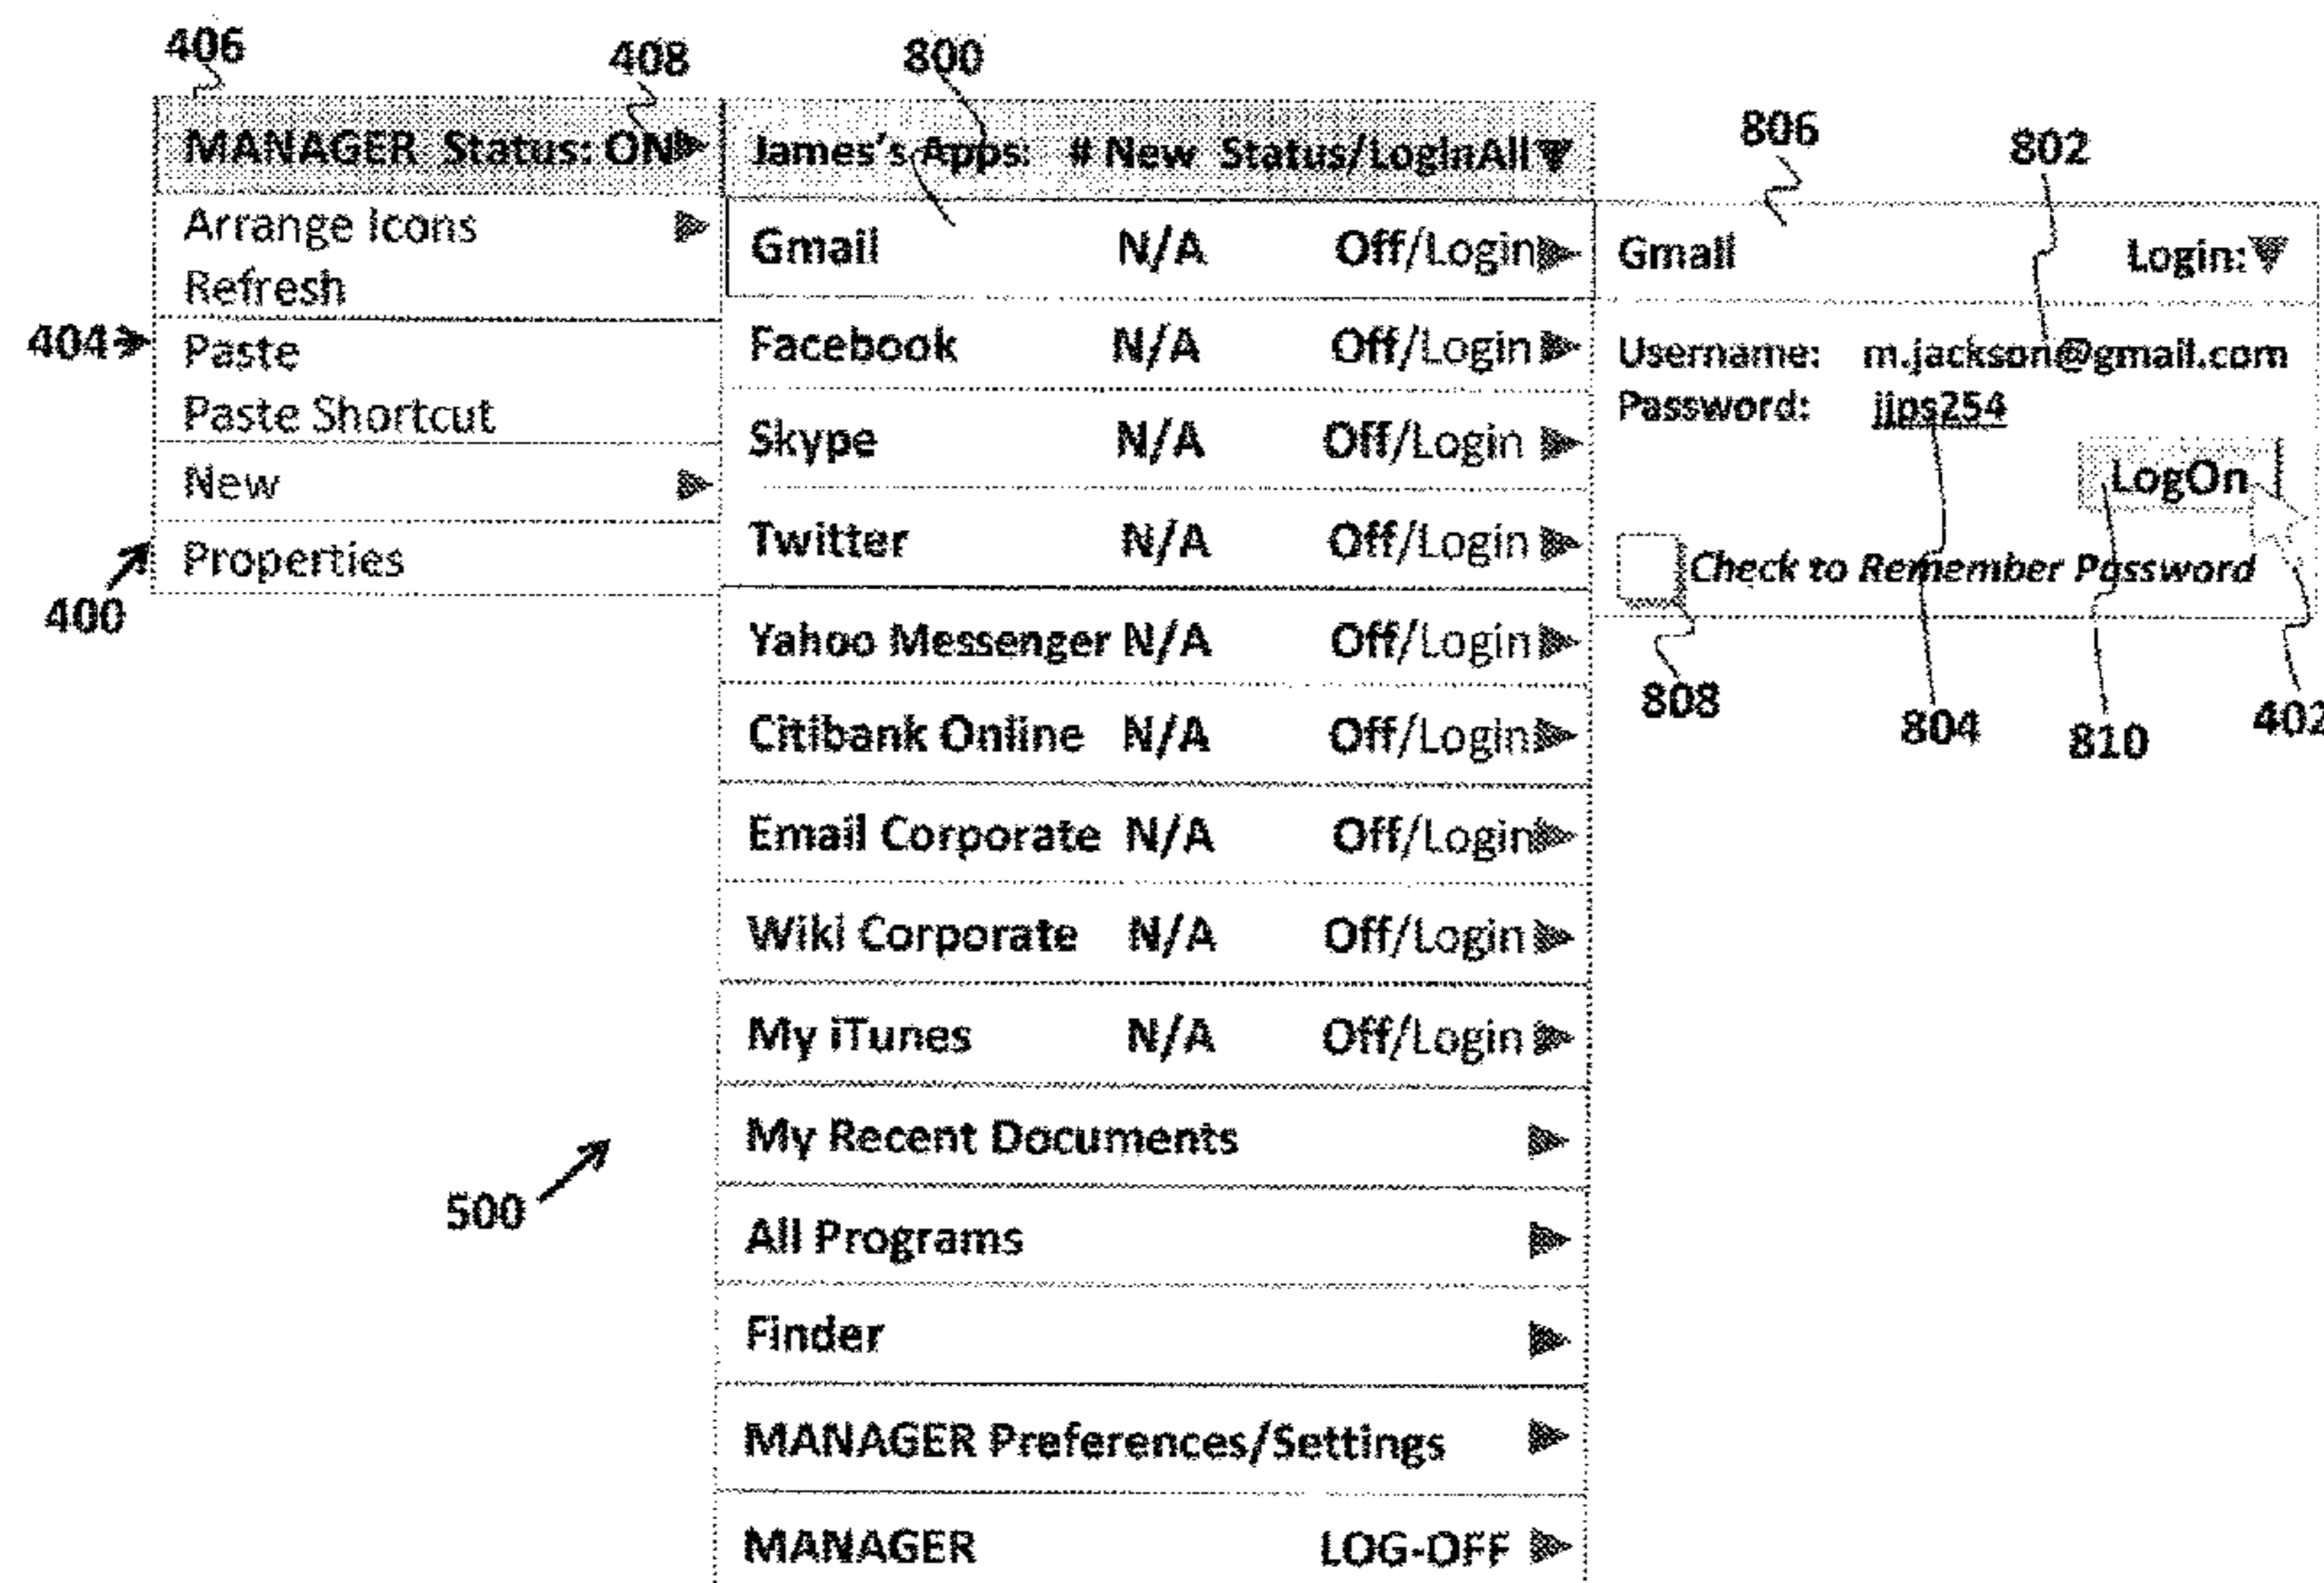 406
408
800
806
802
MANAGER Status: ON
James's Apps: # New Status/LoginAll
Arrange Icons
Refresh
Gmail N/A Off/Login
Gmail Login:
404
Paste
Paste Shortcut
Facebook N/A Off/Login
Username: m.jackson@gmail.com
Password: jjps254
Skype N/A Off/Login
New
LogOn
400
Properties
Twitter N/A Off/Login
Check to Remember Password
Yahoo Messenger N/A Off/Login
808
804
810
402
Citibank Online N/A Off/Login
Email Corporate N/A Off/Login
Wiki Corporate N/A Off/Login
My iTunes N/A Off/Login
My Recent Documents
500
All Programs
Finder
MANAGER Preferences/Settings
MANAGER LOG-OFF